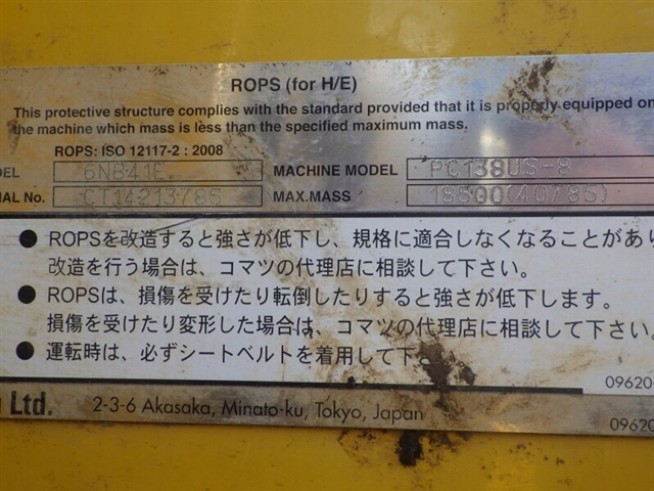 ROPS (for H/E)
This protective structure complies with the standard provided that it is properly equipped on
the machine which mass is less than the specified maximum mass.
ROPS: ISO 12117-2 : 2008
DEL 6NB41E MACHINE MODEL PC138US-8
IAL No. CT14213785 MAX.MASS
● ROPSを改造すると強さが低下し、規格に適合しなくなることがあり
改造を行う場合は、コマツの代理店に相談して下さい。
● ROPSは、損傷を受けたり転倒したりすると強さが低下します。
損傷を受けたり変形した場合は、コマツの代理店に相談して下さい。
● 運転時は、必ずシートベルトを着用して下
09620-
Ltd. 2-3-6 Akasaka, Minato-ku, Tokyo, Japan
09620